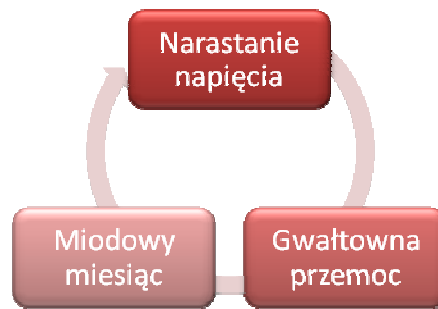 Narastanie
napięcia
Miodowy
miesiąc
Gwałtowna
przemoc